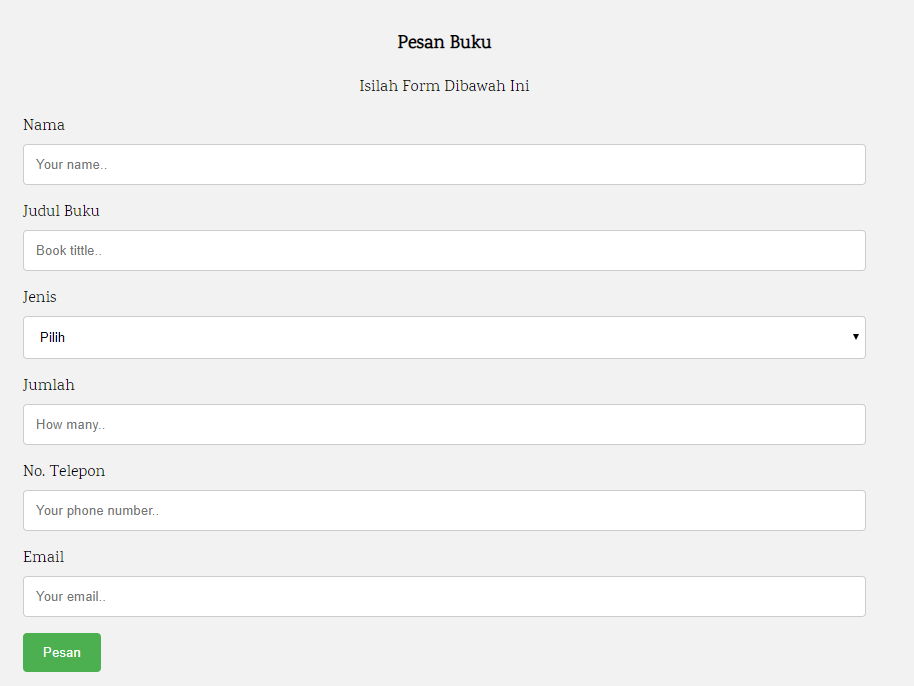 Pesan Buku
Isilah Form Dibawah Ini
Nama
Your name..
Judul Buku
Book tittle..
Jenis
Pilih
Jumlah
How many..
No. Telepon
Your phone number..
Email
Your email..
Pesan